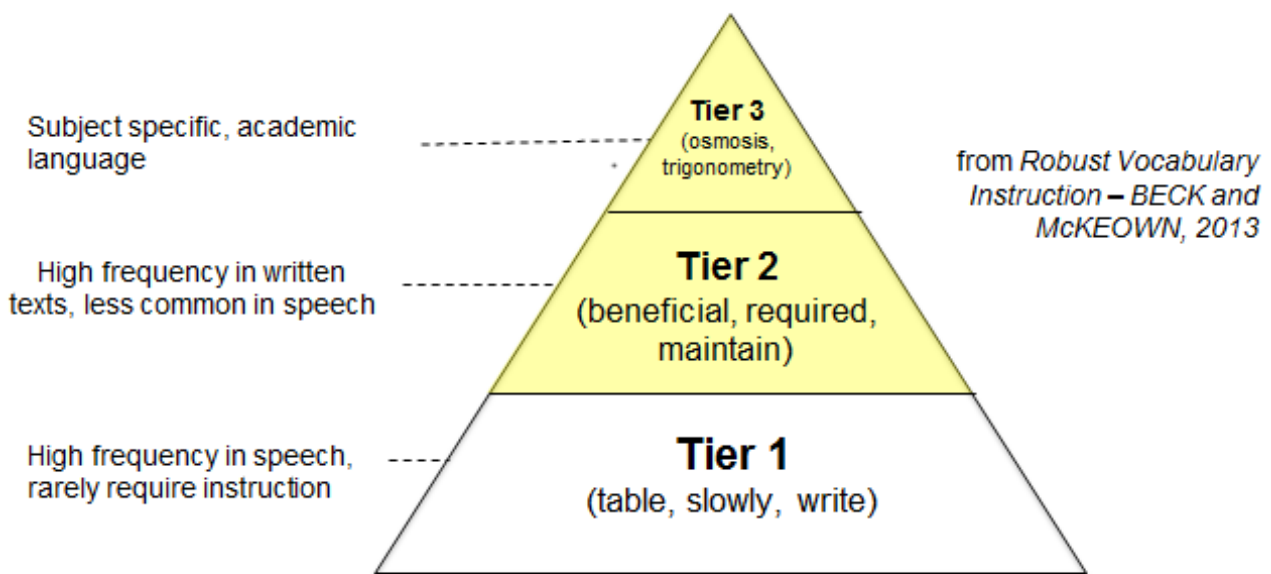 Tier 3
(osmosis,
trigonometry)
Subject specific, academic
language
from Robust Vocabulary
Instruction – BECK and
McKEOWN, 2013
Tier 2
(beneficial, required,
maintain)
High frequency in written
texts, less common in speech
Tier 1
(table, slowly, write)
High frequency in speech,
rarely require instruction